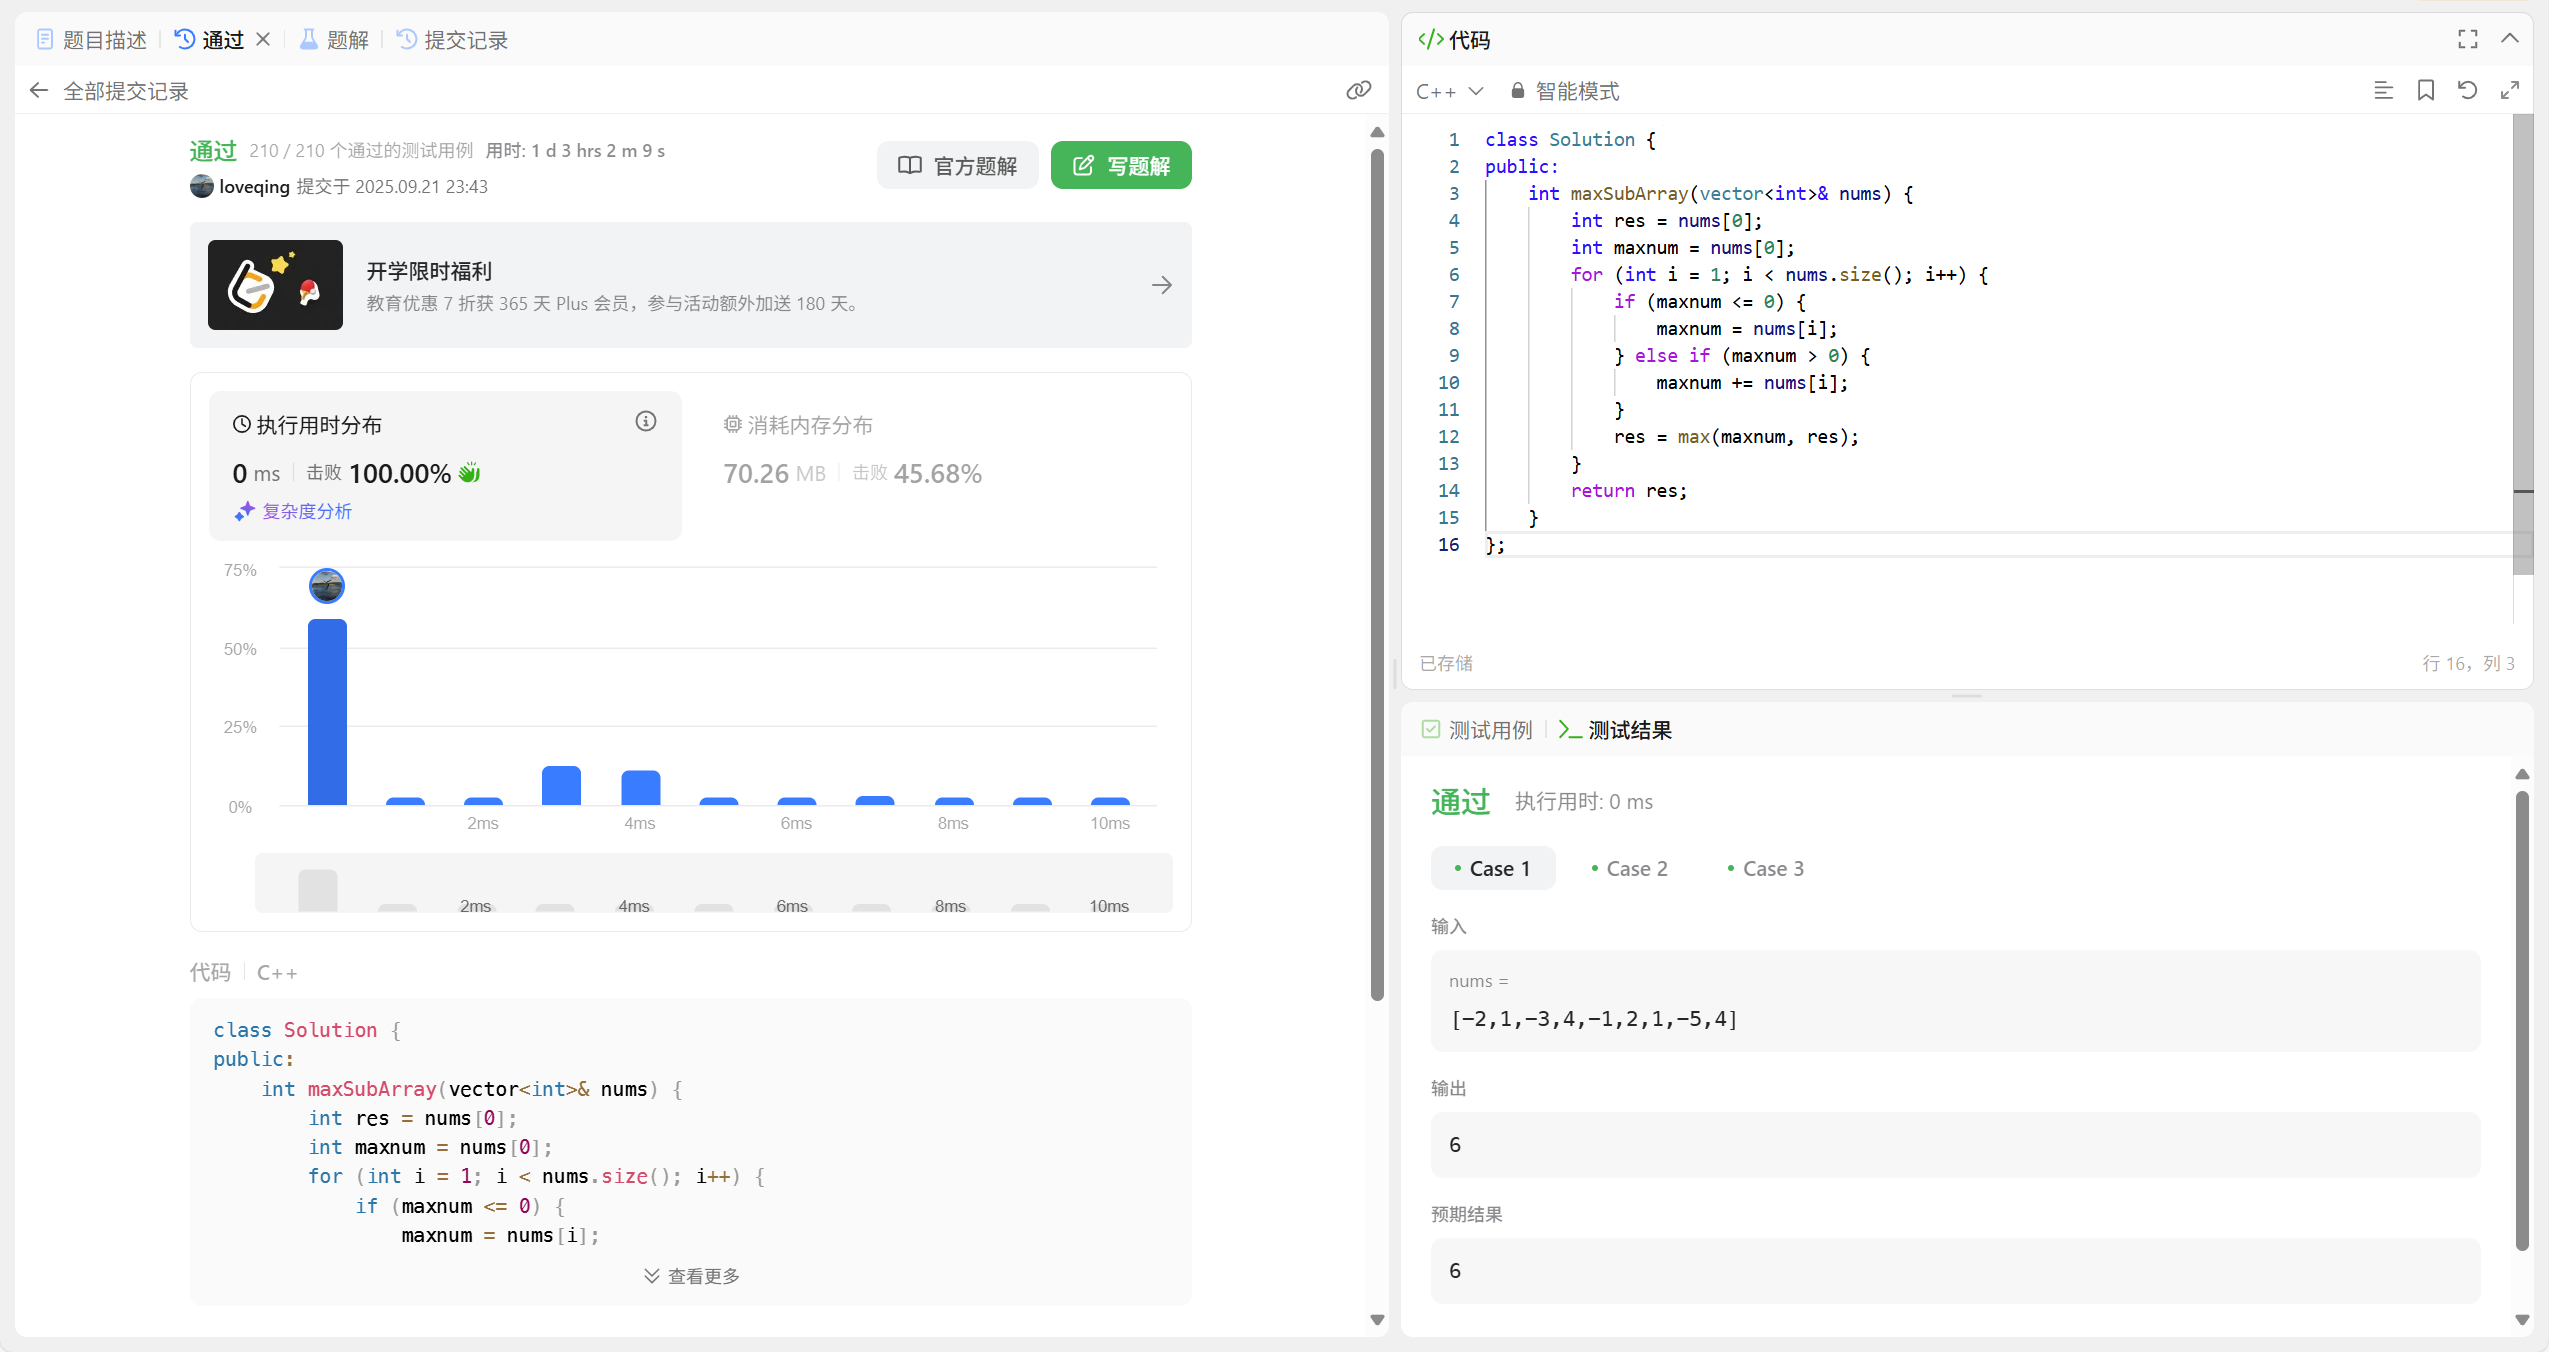 题目描述
通过
题解
提交记录
全部提交记录
通过 210 / 210 个通过的测试用例 用时: 1 d 3 hrs 2 m 9 s
loveqing 提交于 2025.09.21 23:43
官方题解
写题解
开学限时福利
教育优惠 7 折获 365 天 Plus 会员，参与活动额外加送 180 天。
执行用时分布
0 ms 击败 100.00%
复杂度分析
消耗内存分布
70.26 MB 击败 45.68%
75%
50%
25%
0%
2ms 4ms 6ms 8ms 10ms
2ms 4ms 6ms 8ms 10ms
代码 C++
class Solution {
public:
    int maxSubArray(vector<int>& nums) {
        int res = nums[0];
        int maxnum = nums[0];
        for (int i = 1; i < nums.size(); i++) {
            if (maxnum <= 0) {
                maxnum = nums[i];
查看更多
代码
C++ 智能模式
1 class Solution {
2 public:
3     int maxSubArray(vector<int>& nums) {
4         int res = nums[0];
5         int maxnum = nums[0];
6         for (int i = 1; i < nums.size(); i++) {
7             if (maxnum <= 0) {
8                 maxnum = nums[i];
9             } else if (maxnum > 0) {
10                 maxnum += nums[i];
11             }
12             res = max(maxnum, res);
13         }
14         return res;
15     }
16 };
已存储
行 16，列 3
测试用例
测试结果
通过 执行用时: 0 ms
Case 1
Case 2
Case 3
输入
nums =
[-2,1,-3,4,-1,2,1,-5,4]
输出
6
预期结果
6